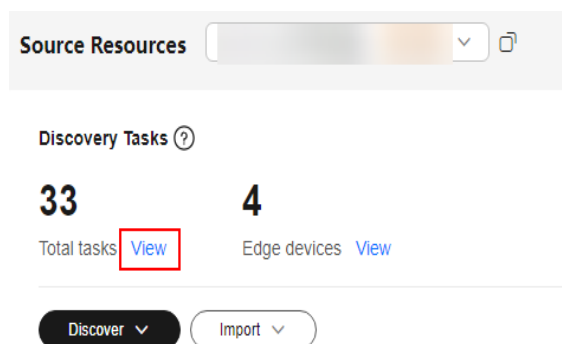 Source Resources
Discovery Tasks ?
33 4
Total tasks View Edge devices View
Discover Import